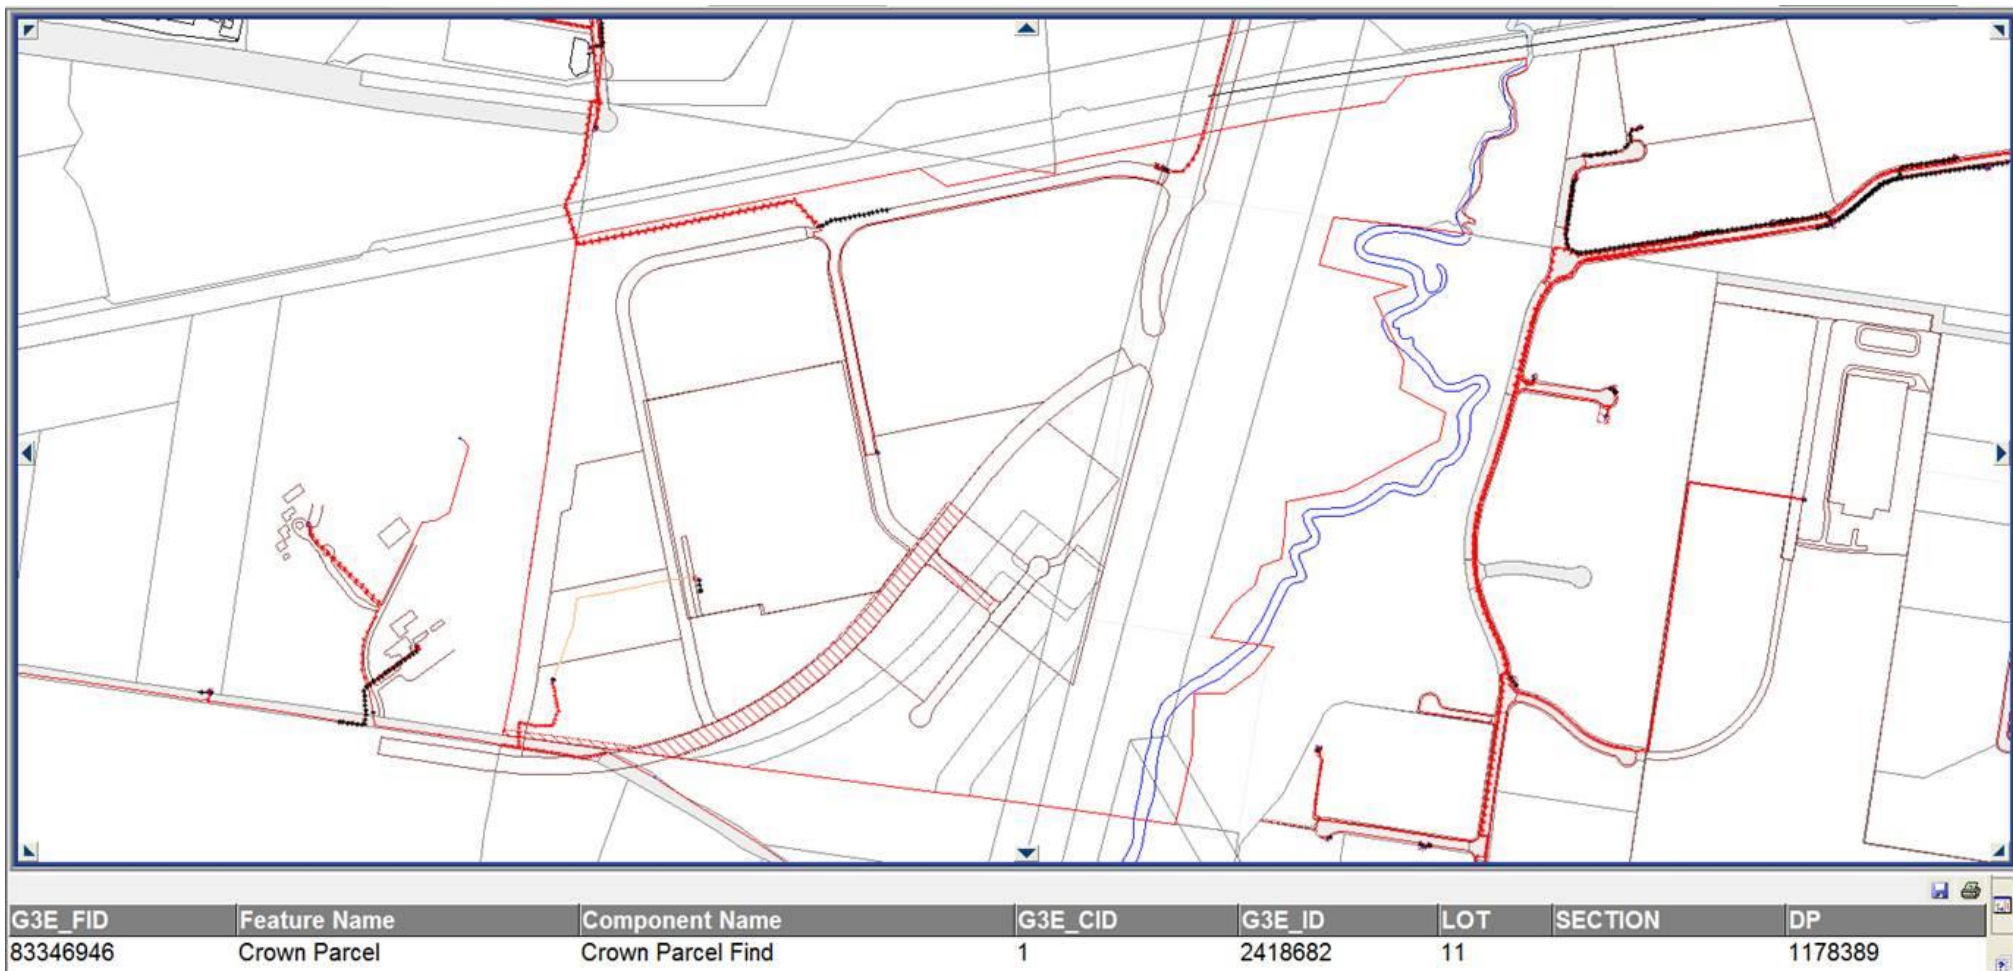 G3E_FID Feature Name Component Name G3E_CID G3E_ID LOT SECTION DP
83346946 Crown Parcel Crown Parcel Find 1 2418682 11 1178389